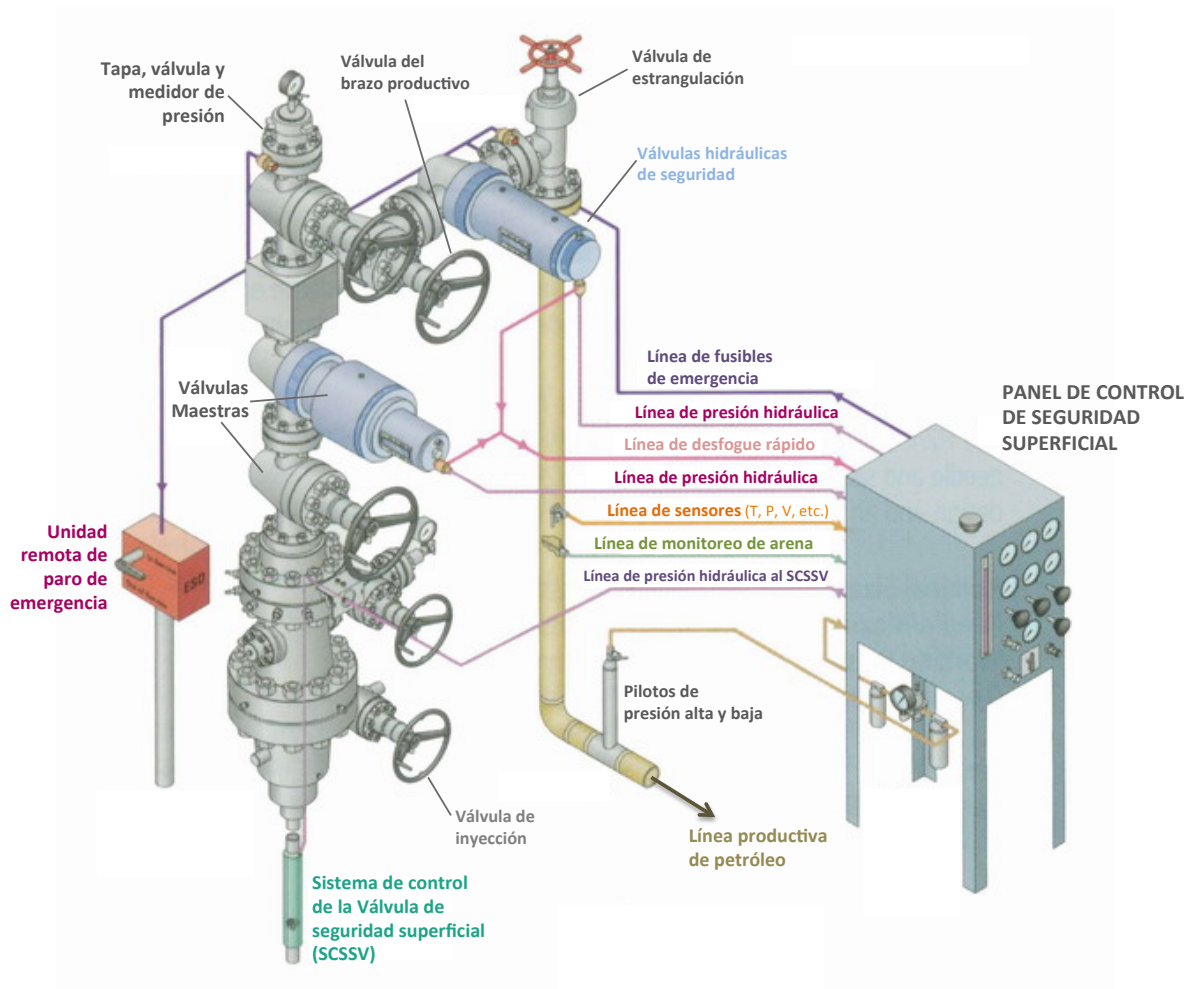 Tapa, válvula y
medidor de
presión
Válvula del
brazo productivo
Válvula de
estrangulación
Válvulas hidráulicas
de seguridad
Línea de fusibles
de emergencia
Línea de presión hidráulica
Línea de desfogue rápido
Línea de presión hidráulica
Línea de sensores (T, P, V, etc.)
Línea de monitoreo de arena
Línea de presión hidráulica al SCSSV
PANEL DE CONTROL
DE SEGURIDAD
SUPERFICIAL
Válvulas
Maestras
Unidad
remota de
paro de
emergencia
ESD
Pilotos de
presión alta y baja
Válvula de
inyección
Línea productiva
de petróleo
Sistema de control
de la Válvula de
seguridad superficial
(SCSSV)